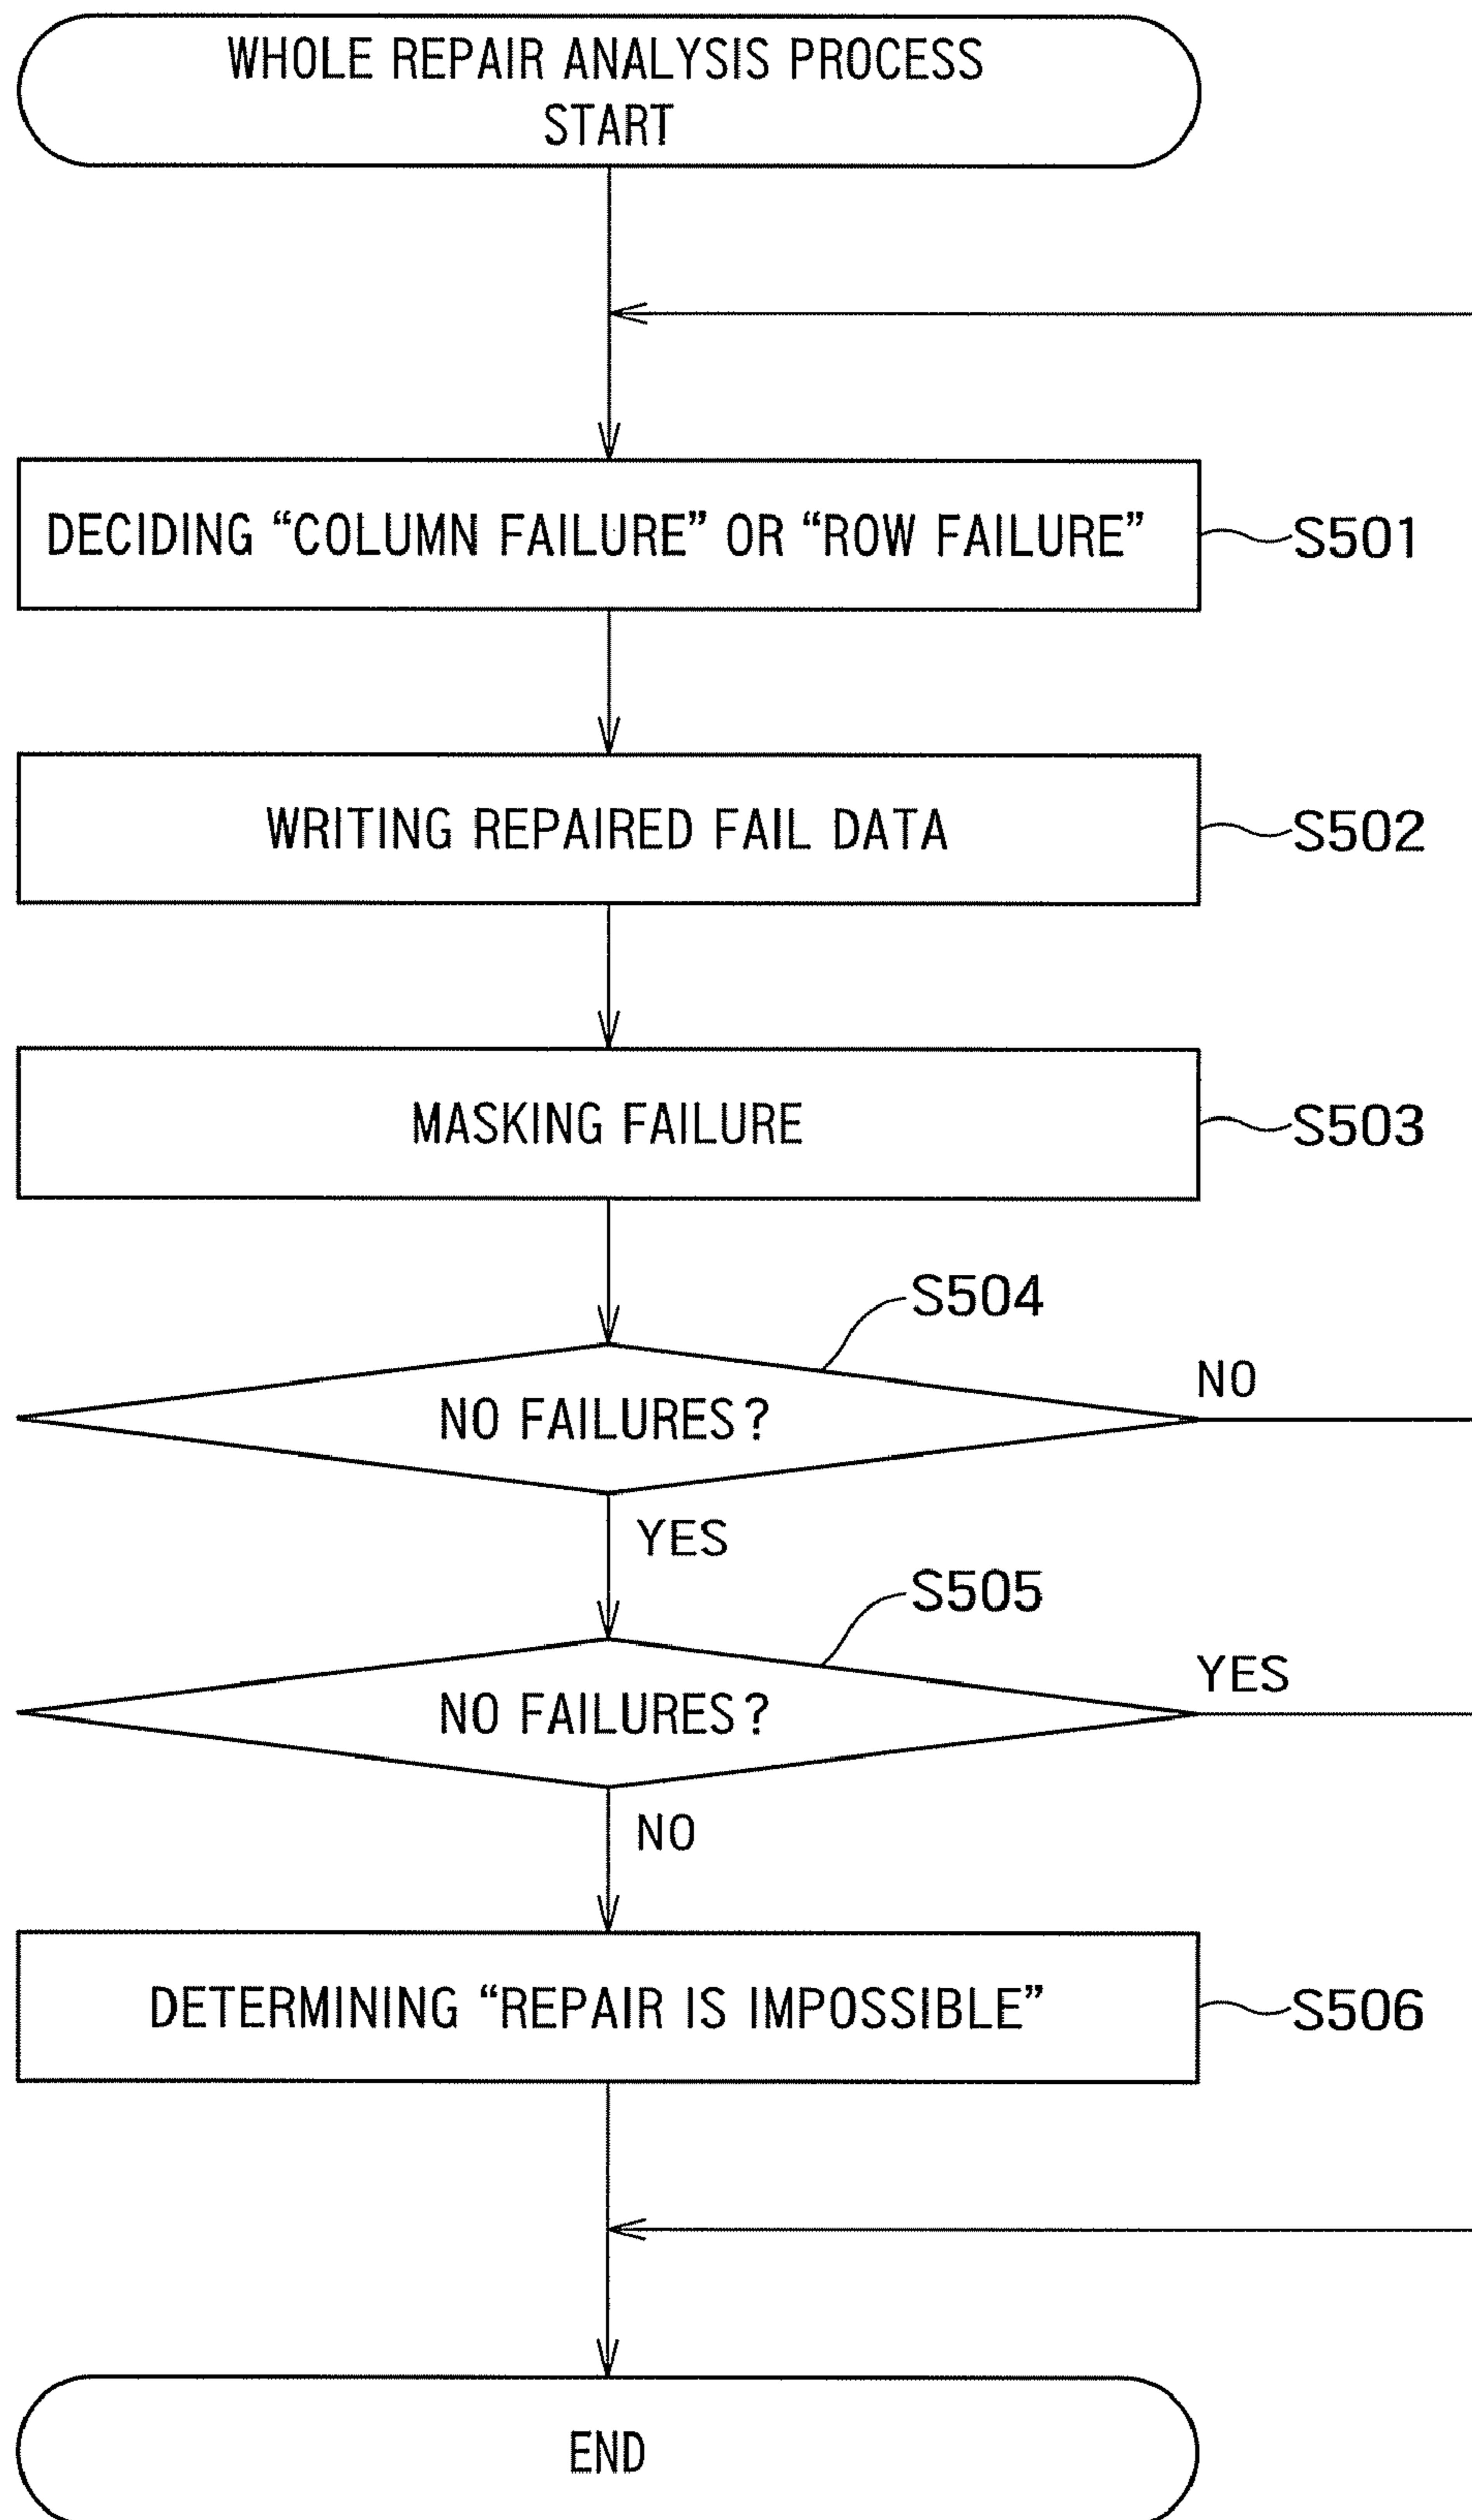 WHOLE REPAIR ANALYSIS PROCESS
START
DECIDING “COLUMN FAILURE” OR “ROW FAILURE”
S501
WRITING REPAIRED FAIL DATA
S502
MASKING FAILURE
S503
S504
NO FAILURES?
NO
YES
S505
NO FAILURES?
YES
NO
DETERMINING “REPAIR IS IMPOSSIBLE”
S506
END